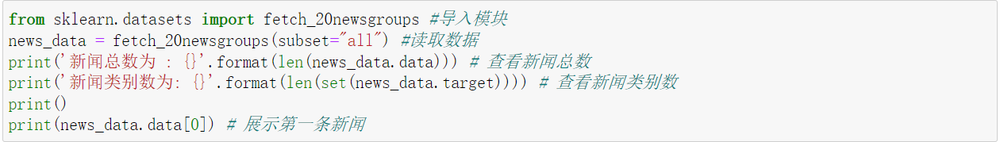 from sklearn.datasets import fetch_20newsgroups #导入模块
news_data = fetch_20newsgroups(subset="all") #读取数据
print('新闻总数为 : {}'.format(len(news_data.data))) # 查看新闻总数
print('新闻类别数为: {}'.format(len(set(news_data.target)))) # 查看新闻类别数
print()
print(news_data.data[0]) # 展示第一条新闻